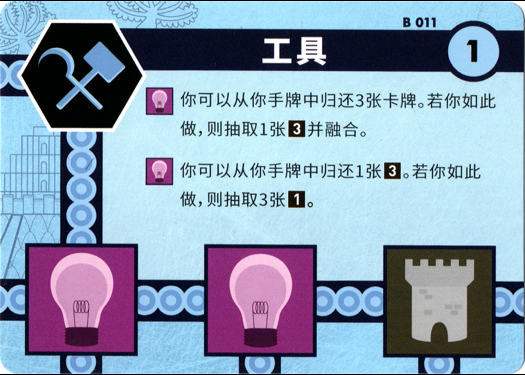 B 011
工具
1
你可以从你手牌中归还3张卡牌。若你如此
做，则抽取1张3并融合。
你可以从你手牌中归还1张3。若你如此
做，则抽取3张1。